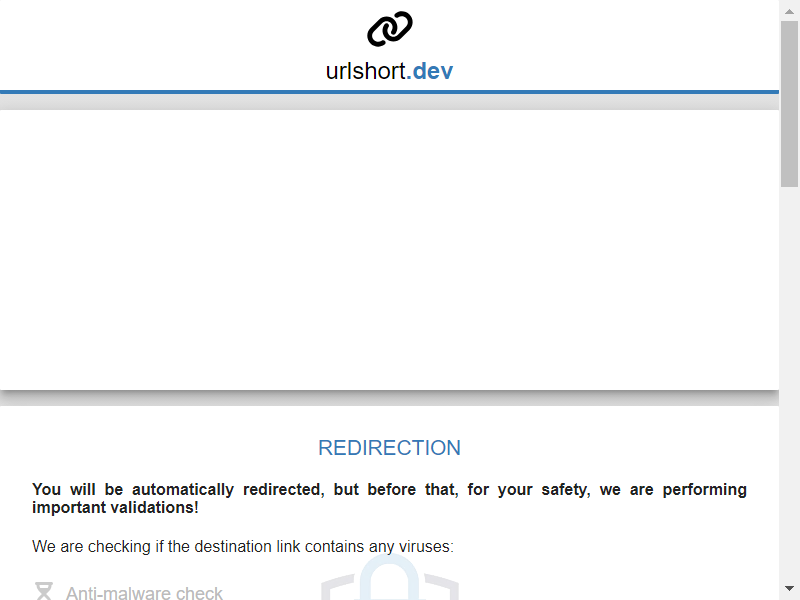 urlshort.dev
REDIRECTION
You will be automatically redirected, but before that, for your safety, we are performing
important validations!
We are checking if the destination link contains any viruses:
Anti-malware check